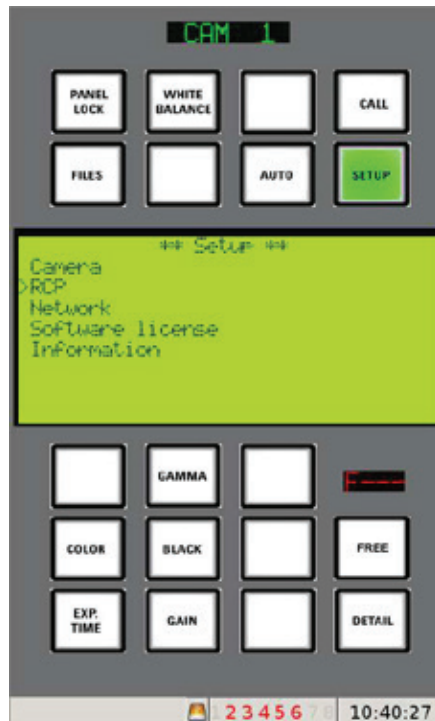 CAM 1
PANEL LOCK WHITE BALANCE CALL
FILES AUTO SETUP
** Setup **
Camera
>RCP
Network
Software license
Information
GAMMA F----
COLOR BLACK FREE
EXP. TIME GAIN DETAIL
12345678 10:40:27